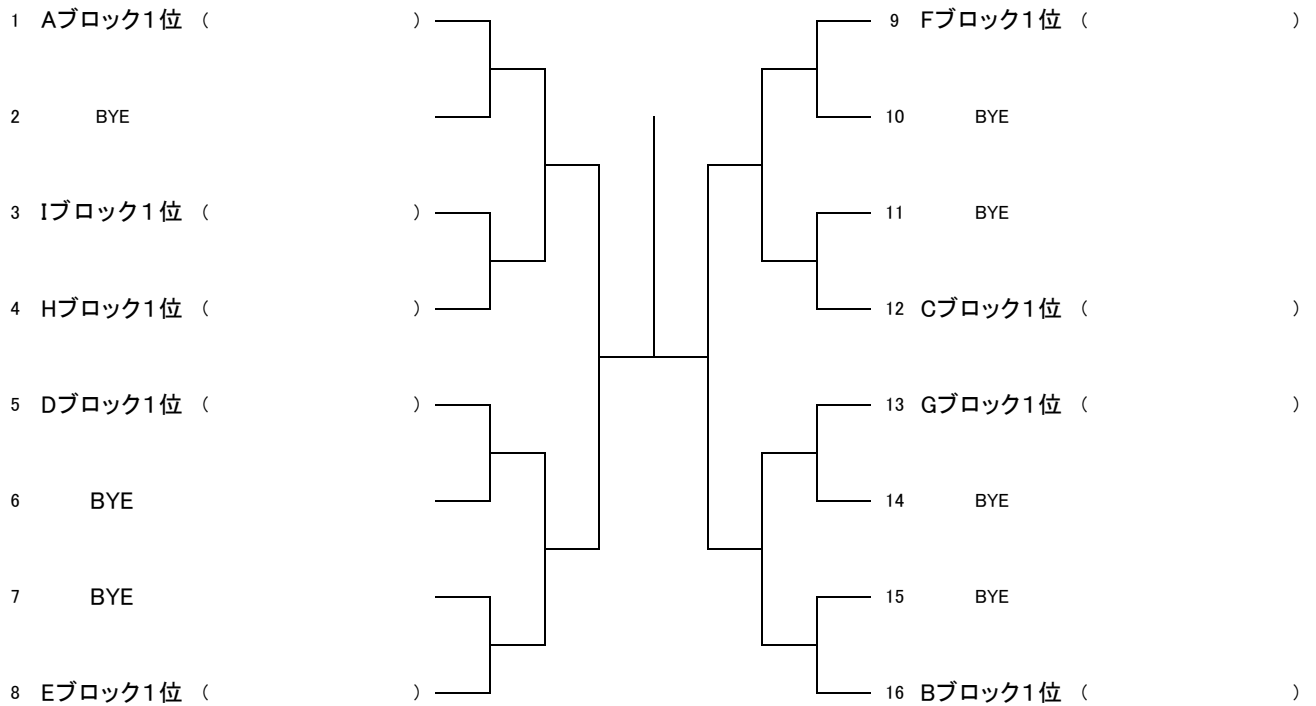 1 Aブロック1位 （ ）
2 BYE
3 Iブロック１位 （ ）
4 Hブロック1位 （ ）
5 Dブロック1位 （ ）
6 BYE
7 BYE
8 Eブロック1位 （ ）
9 Fブロック1位 （ ）
10 BYE
11 BYE
12 Cブロック1位 （ ）
13 Gブロック1位 （ ）
14 BYE
15 BYE
16 Bブロック1位 （ ）